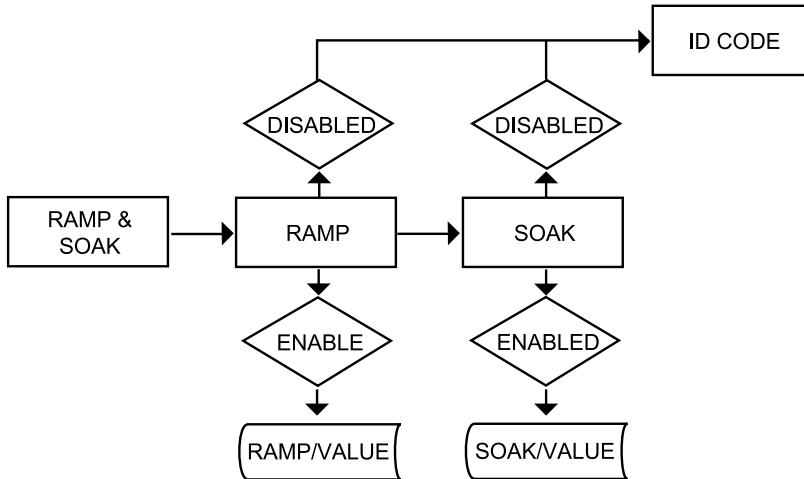 ID CODE
DISABLED
DISABLED
RAMP &
SOAK
RAMP
SOAK
ENABLE
ENABLED
RAMP/VALUE
SOAK/VALUE